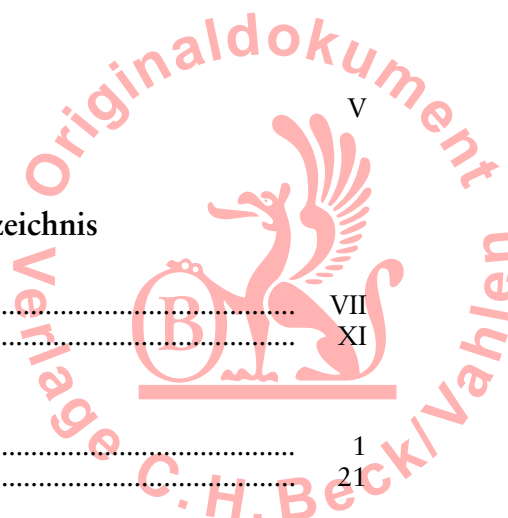 Originaldokument
V
zeichnis
........................................ VII
........................................ XI
B
........................................ 1
........................................ 21
Verlage C.H.Beck/Vahlen